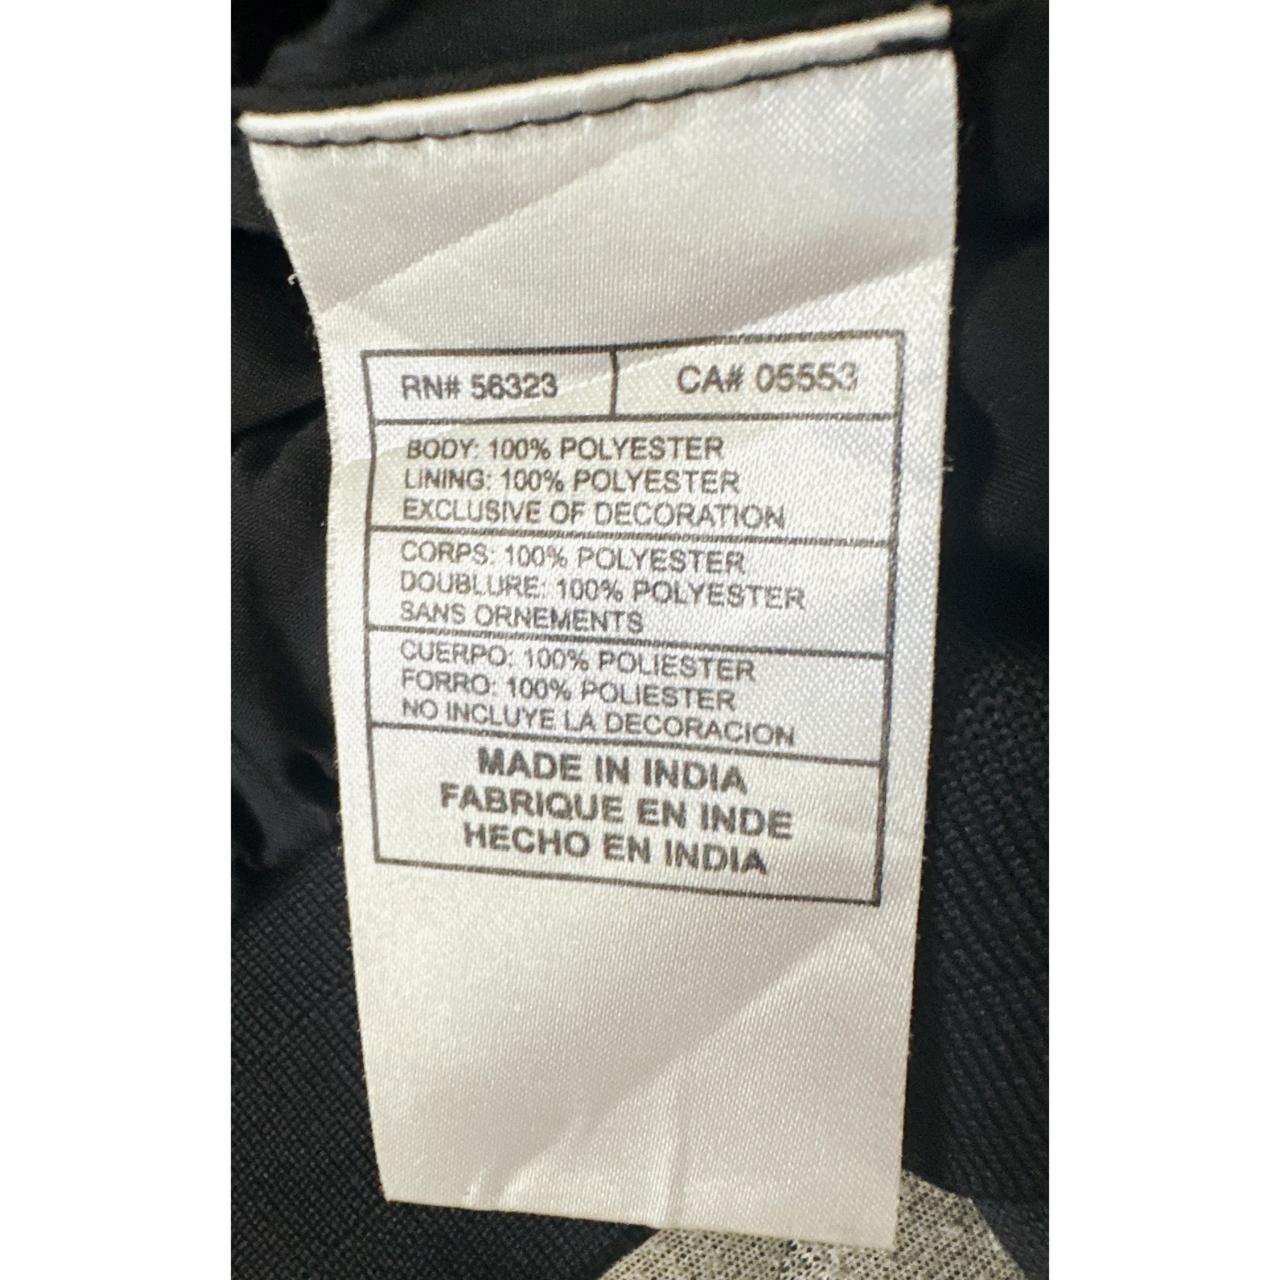 RN# 56323 CA# 05553
BODY: 100% POLYESTER
LINING: 100% POLYESTER
EXCLUSIVE OF DECORATION
CORPS: 100% POLYESTER
DOUBLURE: 100% POLYESTER
SANS ORNEMENTS
CUERPO: 100% POLIESTER
FORRO: 100% POLIESTER
NO INCLUYE LA DECORACION
MADE IN INDIA
FABRIQUE EN INDE
HECHO EN INDIA